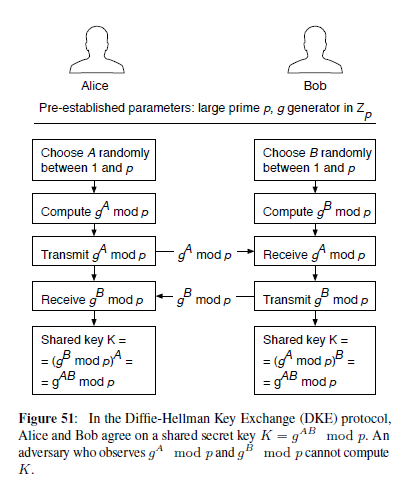 Alice Bob
Pre-established parameters: large prime p, g generator in Z_p
Choose A randomly between 1 and p
Choose B randomly between 1 and p
Compute g^A mod p
Compute g^B mod p
Transmit g^A mod p
g^A mod p
Receive g^A mod p
Receive g^B mod p
g^B mod p
Transmit g^B mod p
Shared key K =
= (g^B mod p)^A =
= g^AB mod p
Shared key K =
= (g^A mod p)^B =
= g^AB mod p
Figure 51: In the Diffie-Hellman Key Exchange (DKE) protocol,
Alice and Bob agree on a shared secret key K = g^AB mod p. An
adversary who observes g^A mod p and g^B mod p cannot compute
K.